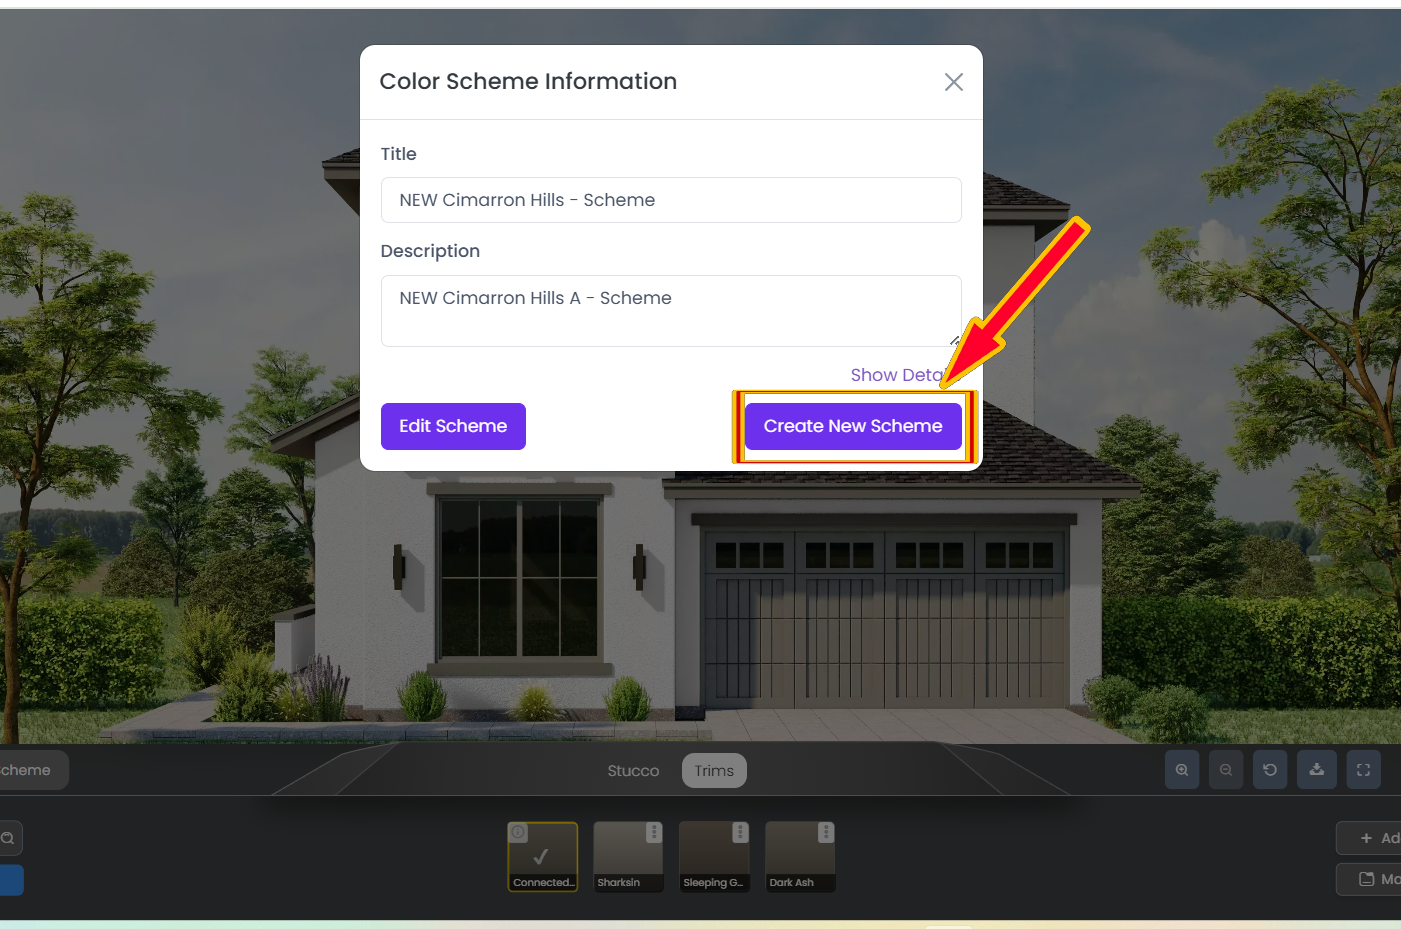 Color Scheme Information
Title
NEW Cimarron Hills - Scheme
Description
NEW Cimarron Hills A - Scheme
Show Deta
Edit Scheme
Create New Scheme
cheme
Stucco
Trims
Connected...
Sharksin
Sleeping G...
Dark Ash
+ Ad
Ma